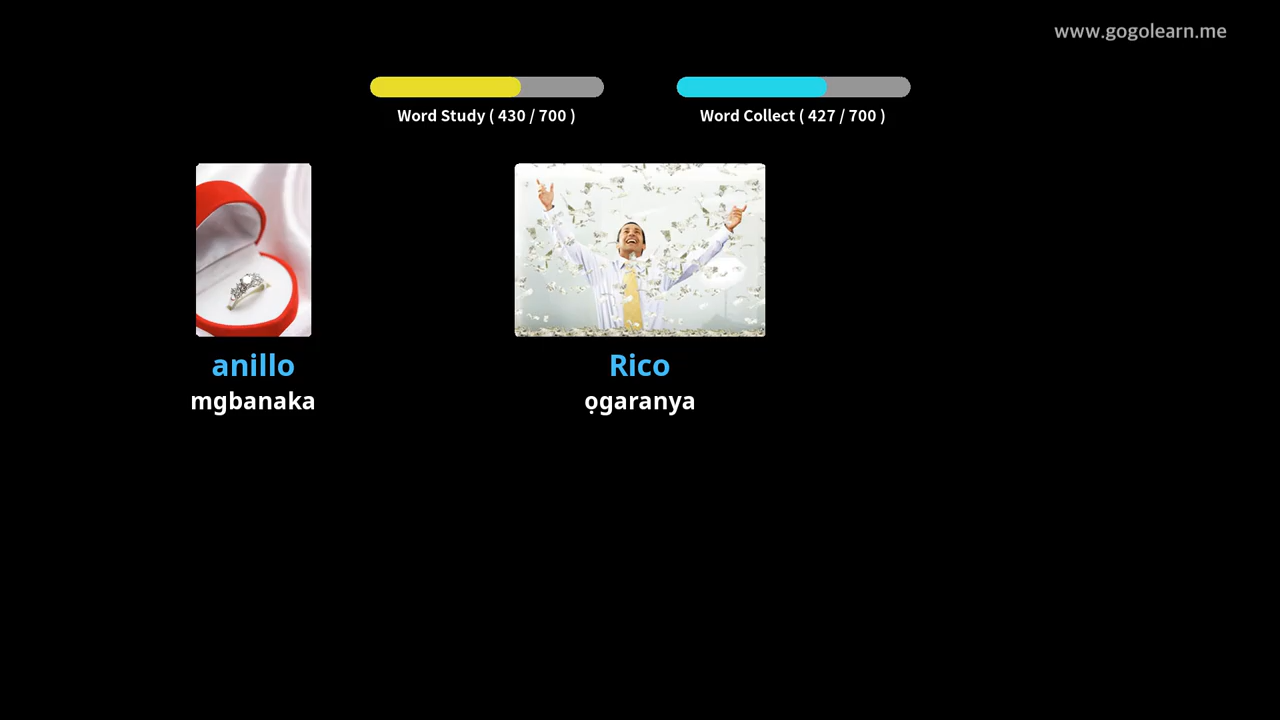 www.gogolearn.me
Word Study ( 430 / 700 )
Word Collect ( 427 / 700 )
anillo
mgbanaka
Rico
ọgaranya